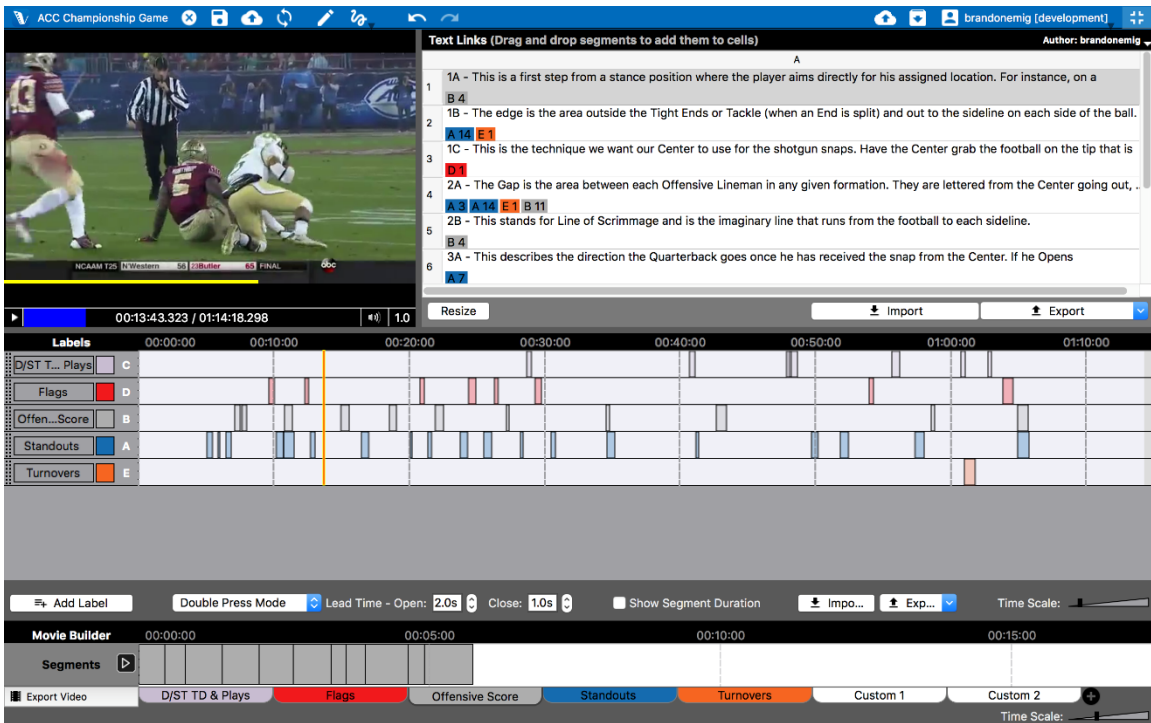 ACC Championship Game
brandonemig [development]
Text Links (Drag and drop segments to add them to cells)
Author: brandonemig
A
1
1A - This is a first step from a stance position where the player aims directly for his assigned location. For instance, on a
B 4
2
1B - The edge is the area outside the Tight Ends or Tackle (when an End is split) and out to the sideline on each side of the ball.
A 14 E 1
3
1C - This is the technique we want our Center to use for the shotgun snaps. Have the Center grab the football on the tip that is
D 1
4
2A - The Gap is the area between each Offensive Lineman in any given formation. They are lettered from the Center going out, ..
A 3 A 14 E 1 B 11
5
2B - This stands for Line of Scrimmage and is the imaginary line that runs from the football to each sideline.
B 4
6
3A - This describes the direction the Quarterback goes once he has received the snap from the Center. If he Opens
A 7
5
NCAAM T25 N'Western 56 23Butler 65 FINAL abc
00:13:43.323 / 01:14:18.298 1.0
Resize Import Export
Labels 00:00:00 00:10:00 00:20:00 00:30:00 00:40:00 00:50:00 01:00:00 01:10:00
D/ST T... Plays C
Flags D
Offen...Score B
Standouts A
Turnovers E
Add Label Double Press Mode Lead Time - Open: 2.0s Close: 1.0s Show Segment Duration Impo... Exp... Time Scale:
Movie Builder 00:00:00 00:05:00 00:10:00 00:15:00
Segments
Export Video D/ST TD & Plays Flags Offensive Score Standouts Turnovers Custom 1 Custom 2
Time Scale: